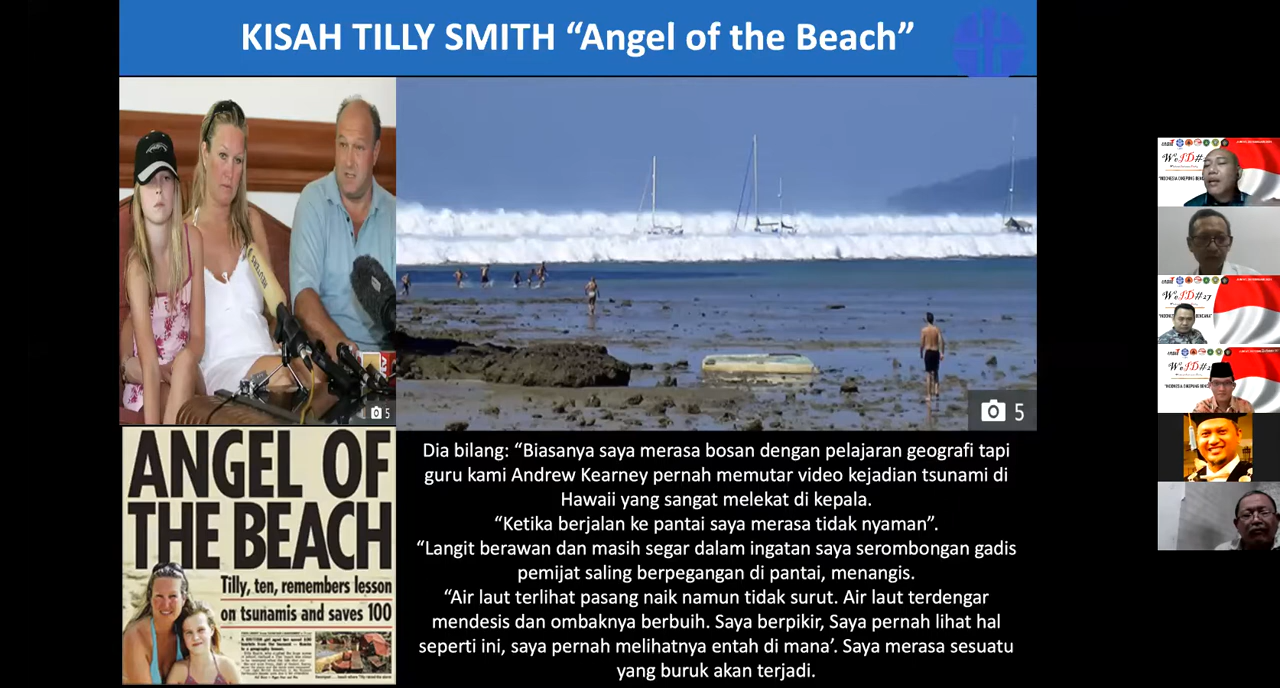 KISAH TILLY SMITH “Angel of the Beach”
REUTERS
5
5
ANGEL OF
THE BEACH
Tilly, ten, remembers lesson
on tsunamis and saves 100
Dia bilang: “Biasanya saya merasa bosan dengan pelajaran geografi tapi
guru kami Andrew Kearney pernah memutar video kejadian tsunami di
Hawaii yang sangat melekat di kepala.
“Ketika berjalan ke pantai saya merasa tidak nyaman”.
“Langit berawan dan masih segar dalam ingatan saya serombongan gadis
pemijat saling berpegangan di pantai, menangis.
“Air laut terlihat pasang naik namun tidak surut. Air laut terdengar
mendesis dan ombaknya berbuih. Saya berpikir, Saya pernah lihat hal
seperti ini, saya pernah melihatnya entah di mana’. Saya merasa sesuatu
yang buruk akan terjadi.
WeID#27